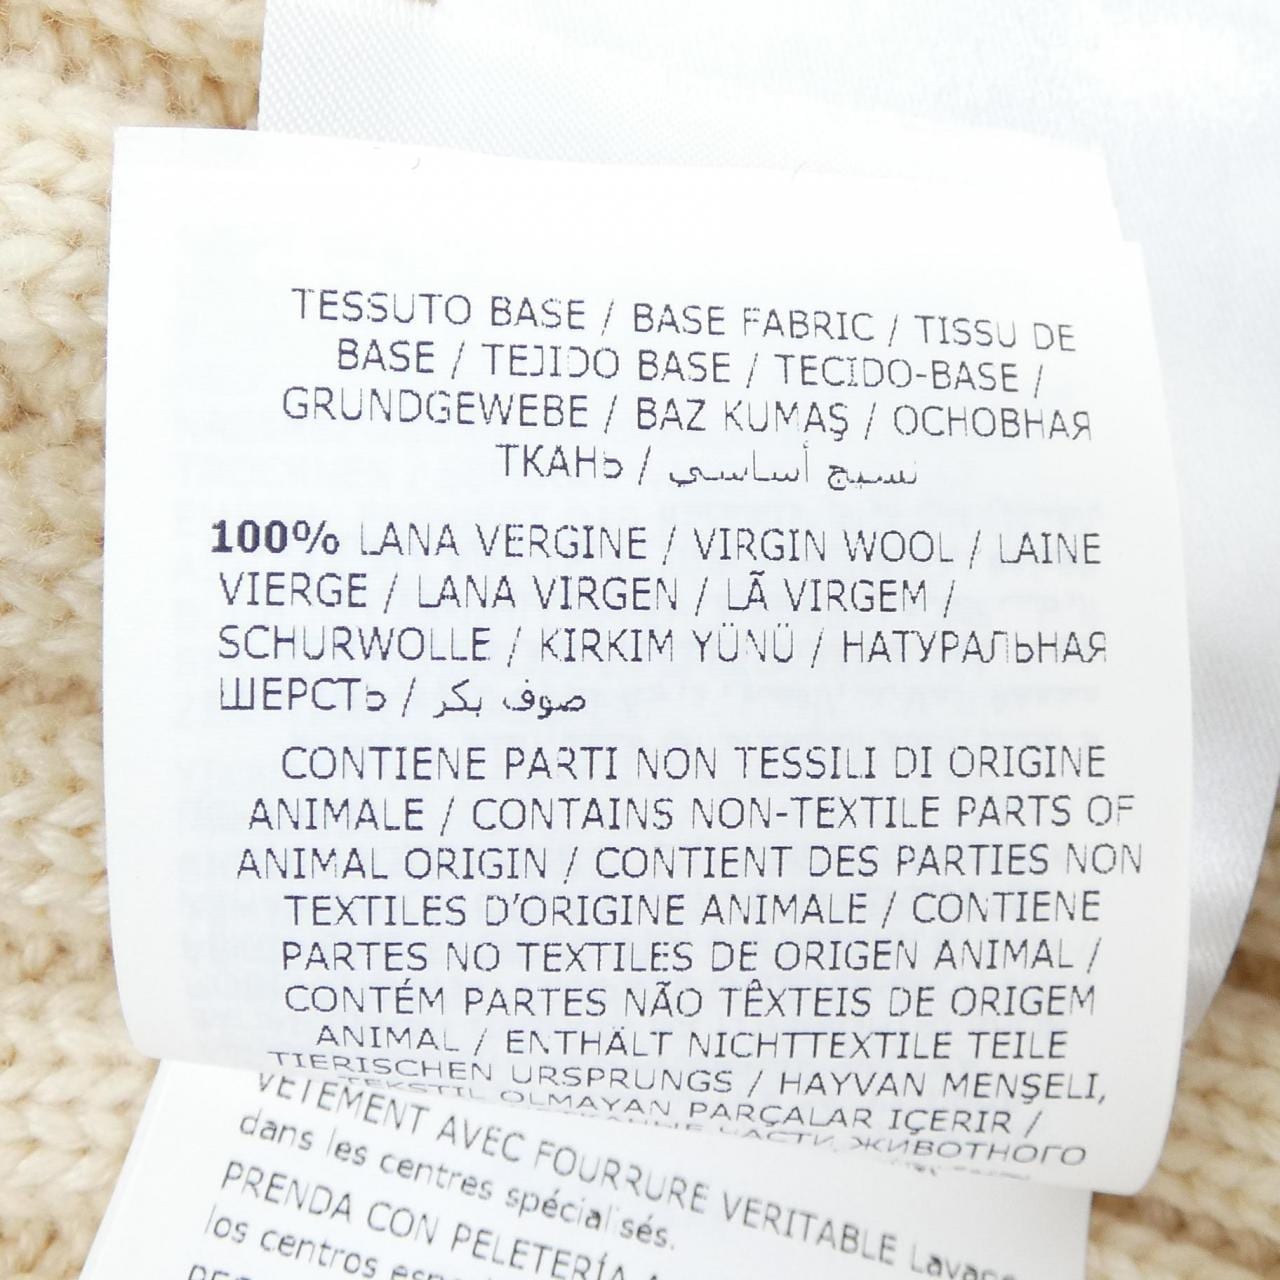 TESSUTO BASE / BASE FABRIC / TISSU DE
BASE / TEJIDO BASE / TECIDO-BASE /
GRUNDGEWEBE / BAZ KUMAŞ / ОСНОВНАЯ
ТКАНЬ / نسيج أساسي
100% LANA VERGINE / VIRGIN WOOL / LAINE
VIERGE / LANA VIRGEN / LÃ VIRGEM /
SCHURWOLLE / KIRKIM YÜNÜ / НАТУРАЛЬНАЯ
ШЕРСТЬ / صوف بكر
CONTIENE PARTI NON TESSILI DI ORIGINE
ANIMALE / CONTAINS NON-TEXTILE PARTS OF
ANIMAL ORIGIN / CONTIENT DES PARTIES NON
TEXTILES D’ORIGINE ANIMALE / CONTIENE
PARTES NO TEXTILES DE ORIGEN ANIMAL /
CONTÉM PARTES NÃO TÊXTEIS DE ORIGEM
ANIMAL / ENTHÄLT NICHTTEXTILE TEILE
TIERISCHEN URSPRUNGS / HAYVAN MENŞELI,
TEKSTIL OLMAYAN PARÇALAR IÇERIR /
ЧАСТИ ЖИВОТНОГО
VETEMENT AVEC FOURRURE VERITABLE
dans les centres spécialisés.
PRENDA CON PELETERÍA
los centros